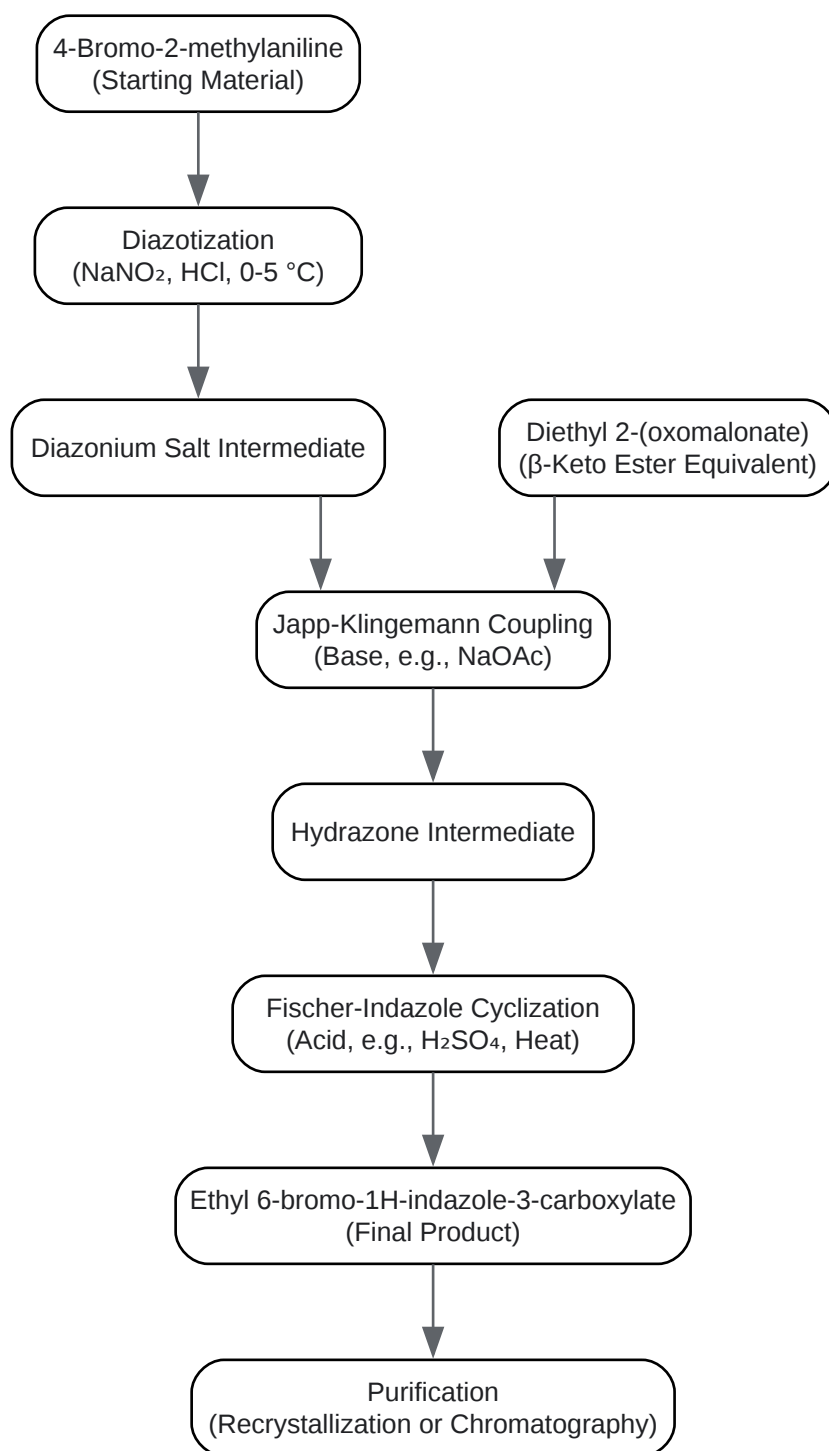 4-Bromo-2-methylaniline
(Starting Material)
Diazotization
(NaNO₂, HCl, 0-5 °C)
Diazonium Salt Intermediate
Diethyl 2-(oxomalonate)
(β-Keto Ester Equivalent)
Japp-Klingemann Coupling
(Base, e.g., NaOAc)
Hydrazone Intermediate
Fischer-Indazole Cyclization
(Acid, e.g., H₂SO₄, Heat)
Ethyl 6-bromo-1H-indazole-3-carboxylate
(Final Product)
Purification
(Recrystallization or Chromatography)